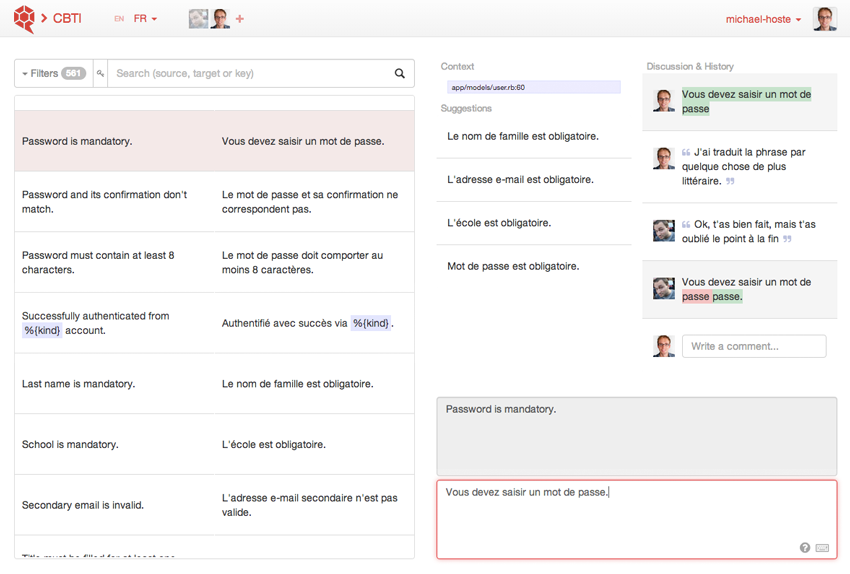 CBTI
EN FR
+
michael-hoste
Filters 561
Search (source, target or key)
Password is mandatory.
Vous devez saisir un mot de passe.
Password and its confirmation don't
match.
Le mot de passe et sa confirmation ne
correspondent pas.
Password must contain at least 8
characters.
Le mot de passe doit comporter au
moins 8 caractères.
Successfully authenticated from
%{kind} account.
Authentifié avec succès via %{kind} .
Last name is mandatory.
Le nom de famille est obligatoire.
School is mandatory.
L'école est obligatoire.
Secondary email is invalid.
L'adresse e-mail secondaire n'est pas
valide.
Title must be filled for at least one
Context
app/models/user.rb:60
Suggestions
Le nom de famille est obligatoire.
L'adresse e-mail est obligatoire.
L'école est obligatoire.
Mot de passe est obligatoire.
Discussion & History
Vous devez saisir un mot de
passe
“ J'ai traduit la phrase par
quelque chose de plus
littéraire. ”
“ Ok, t'as bien fait, mais t'as
oublié le point à la fin ”
Vous devez saisir un mot de
passe passe.
Write a comment...
Password is mandatory.
Vous devez saisir un mot de passe.
?